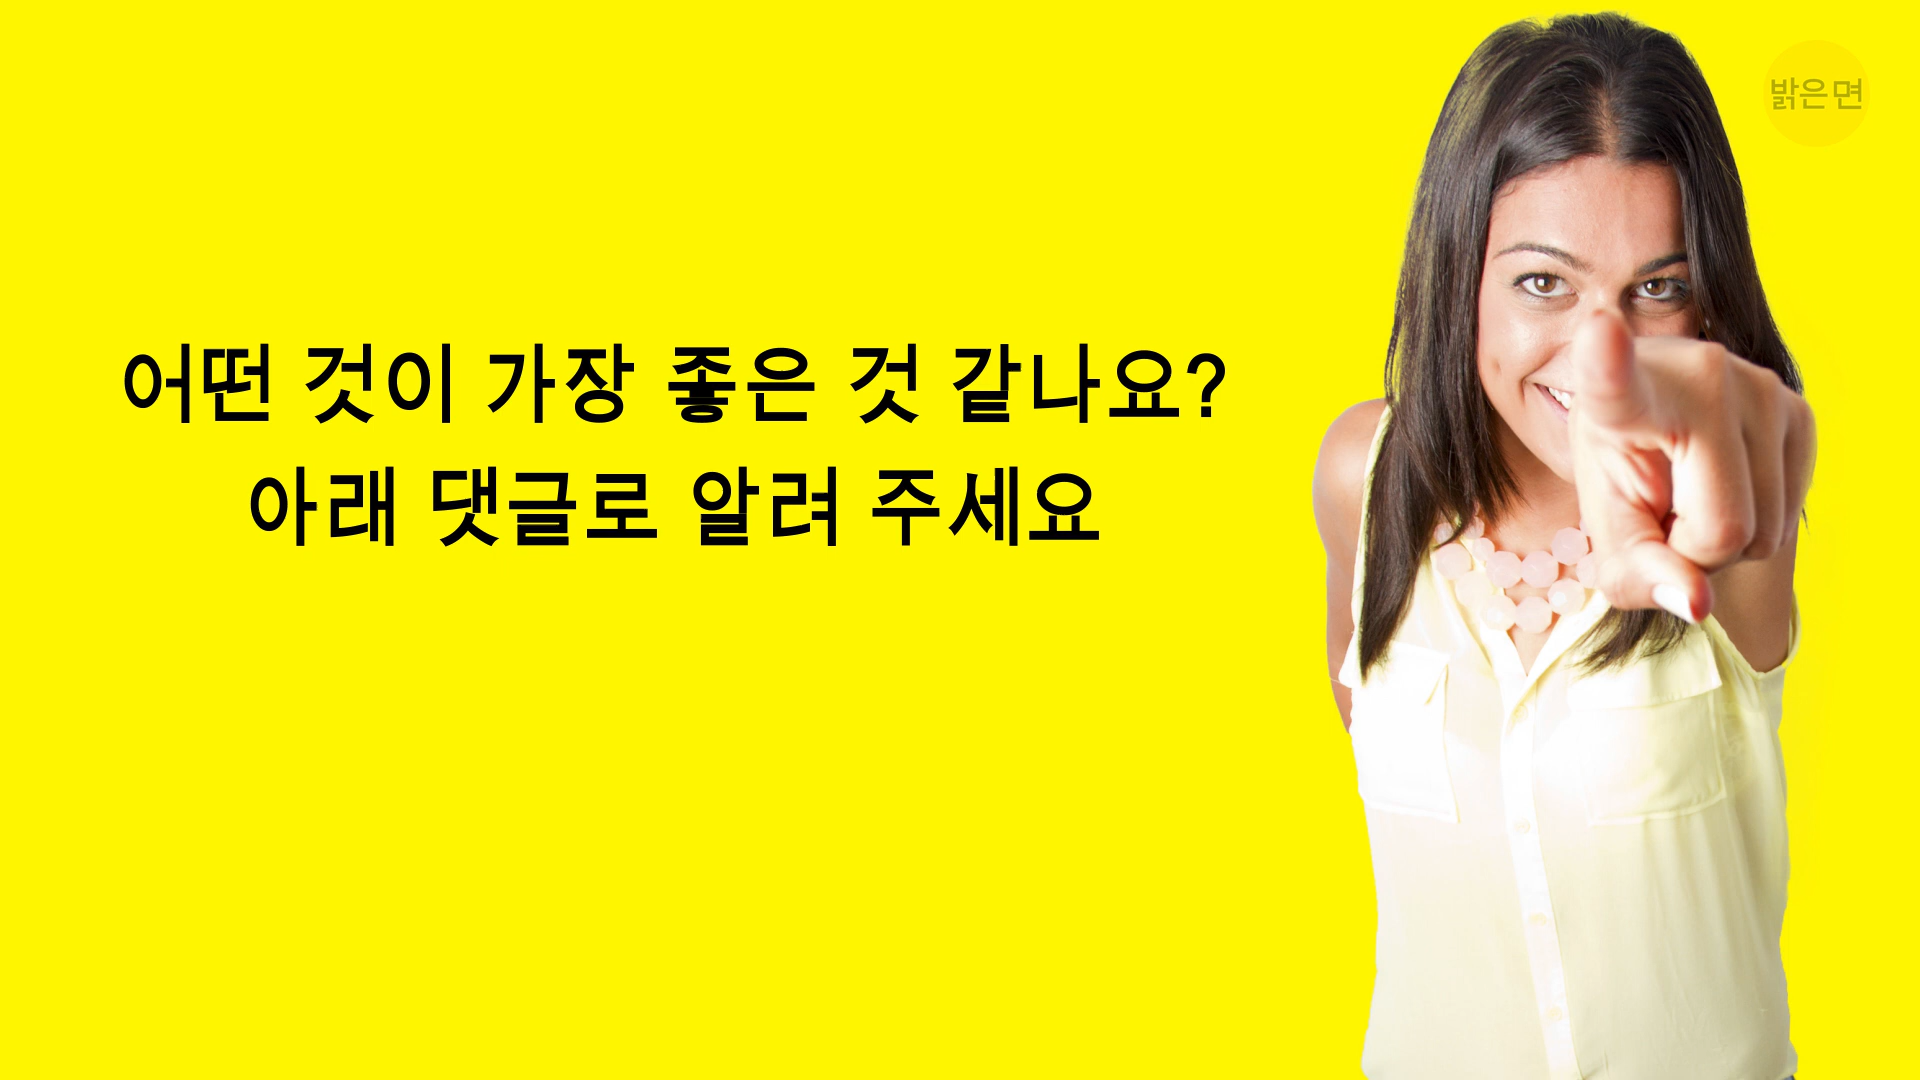 밝은면
어떤 것이 가장 좋은 것 같나요?
아래 댓글로 알려 주세요